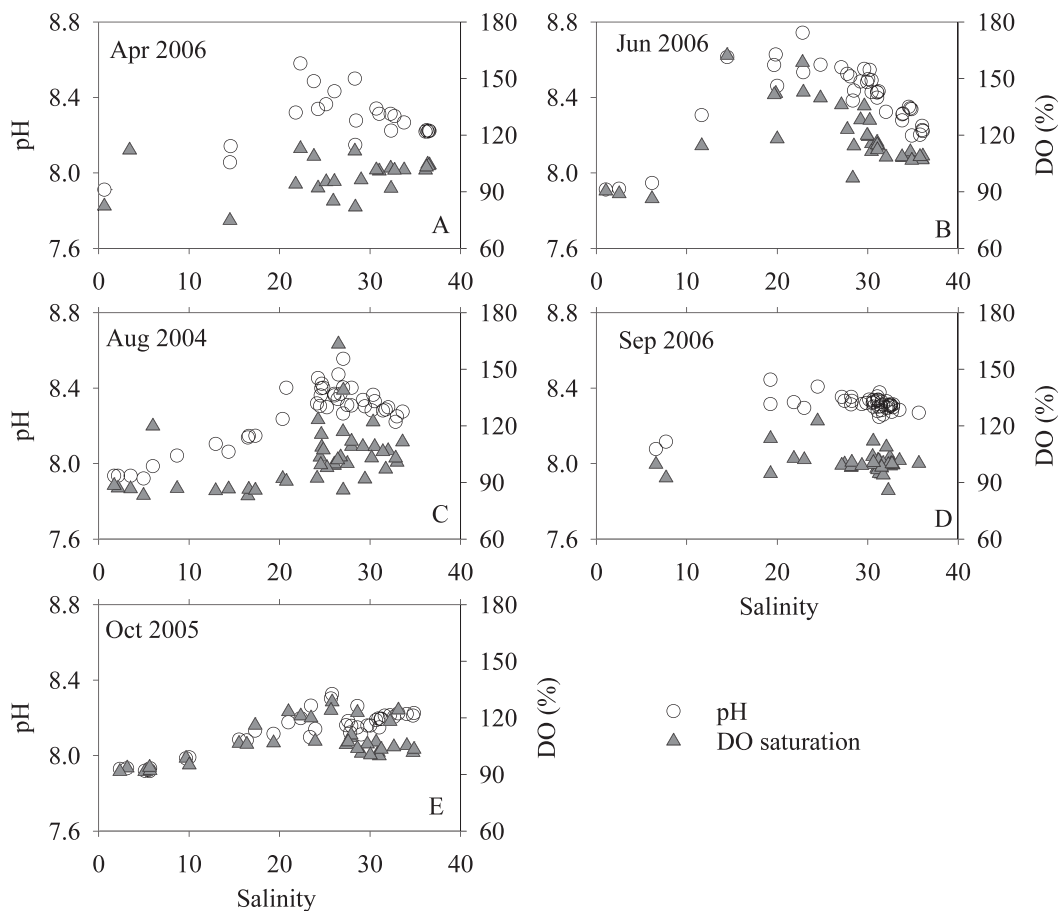 Apr 2006
A
pH
8.8
8.4
8.0
7.6
180
150
120
90
60
0 10 20 30 40
Jun 2006
B
8.8
8.4
8.0
7.6
180
150
120
90
60
DO (%)
0 10 20 30 40
Aug 2004
C
pH
8.8
8.4
8.0
7.6
180
150
120
90
60
0 10 20 30 40
Sep 2006
D
8.8
8.4
8.0
7.6
180
150
120
90
60
DO (%)
0 10 20 30 40
Salinity
Oct 2005
E
pH
8.8
8.4
8.0
7.6
180
150
120
90
60
DO (%)
0 10 20 30 40
Salinity
pH
DO saturation